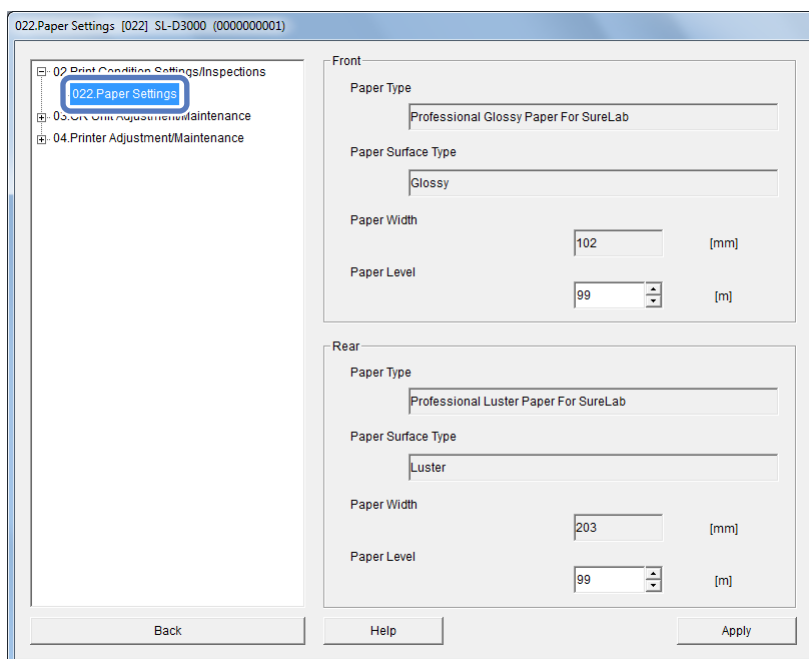 022.Paper Settings [022] SL-D3000 (0000000001)
02.Print Condition Settings/Inspections
022.Paper Settings
03.CR Unit Adjustment/Maintenance
04.Printer Adjustment/Maintenance
Back
Front
Paper Type
Professional Glossy Paper For SureLab
Paper Surface Type
Glossy
Paper Width
102 [mm]
Paper Level
99 [m]
Rear
Paper Type
Professional Luster Paper For SureLab
Paper Surface Type
Luster
Paper Width
203 [mm]
Paper Level
99 [m]
Help
Apply